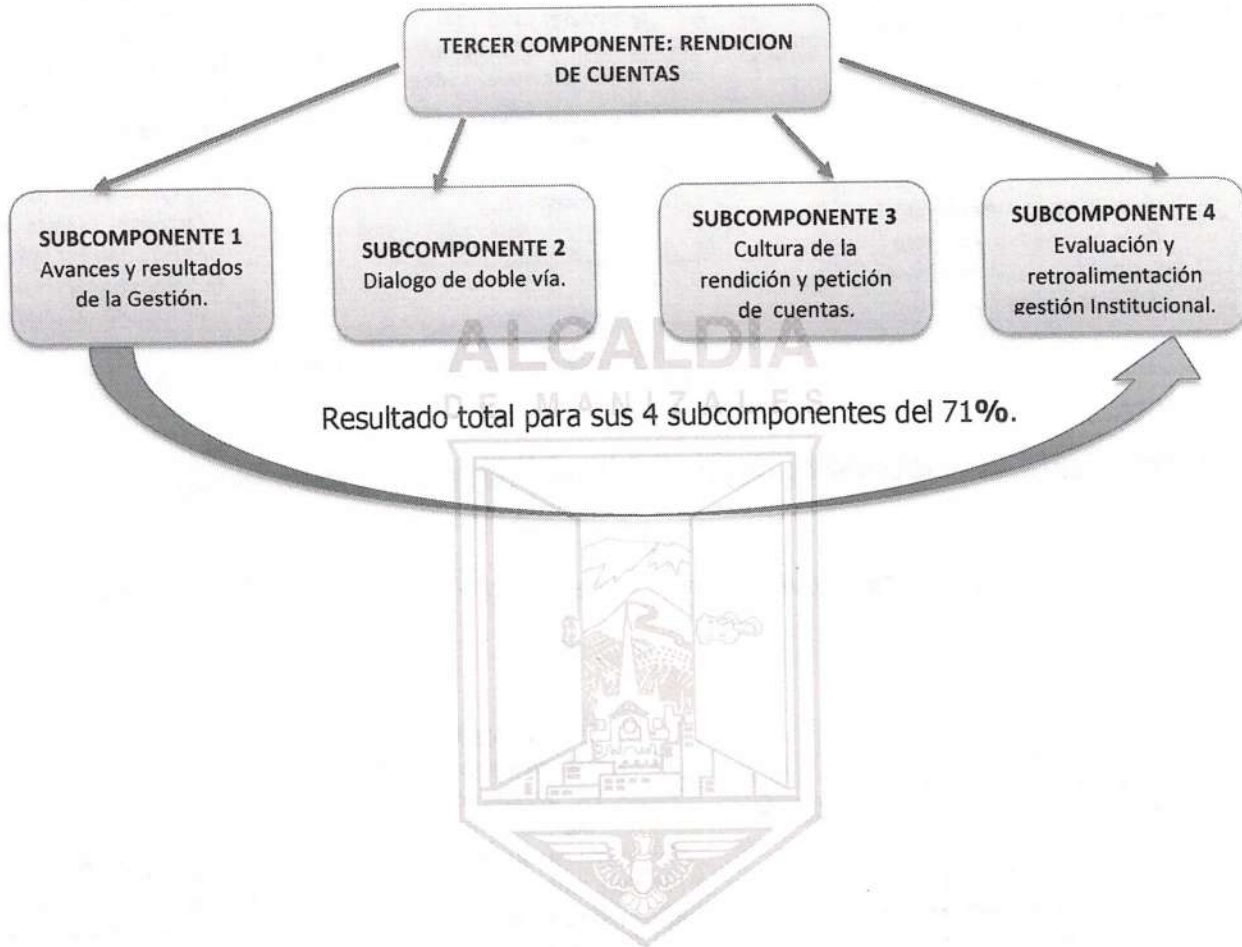 TERCER COMPONENTE: RENDICION
DE CUENTAS
SUBCOMPONENTE 1
Avances y resultados
de la Gestión.
SUBCOMPONENTE 2
Dialogo de doble vía.
SUBCOMPONENTE 3
Cultura de la
rendición y petición
de cuentas.
SUBCOMPONENTE 4
Evaluación y
retroalimentación
gestión Institucional.
ALCALDIA
DE MANIZALES
Resultado total para sus 4 subcomponentes del 71%.